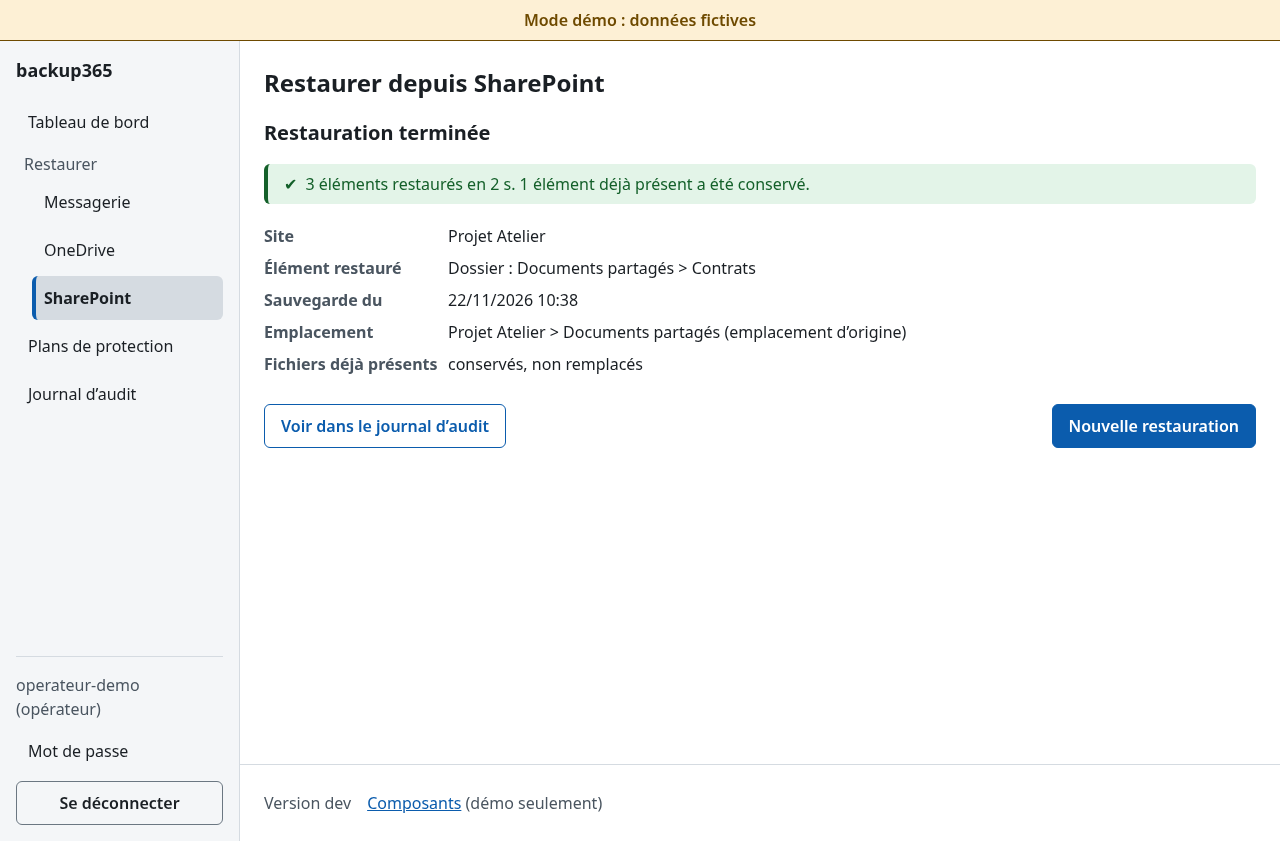 Mode démo : données fictives
backup365
Tableau de bord
Restaurer
Messagerie
OneDrive
SharePoint
Plans de protection
Journal d’audit
operateur-demo
(opérateur)
Mot de passe
Se déconnecter
Restaurer depuis SharePoint
Restauration terminée
✔ 3 éléments restaurés en 2 s. 1 élément déjà présent a été conservé.
Site Projet Atelier
Élément restauré Dossier : Documents partagés > Contrats
Sauvegarde du 22/11/2026 10:38
Emplacement Projet Atelier > Documents partagés (emplacement d’origine)
Fichiers déjà présents conservés, non remplacés
Voir dans le journal d’audit
Nouvelle restauration
Version dev Composants (démo seulement)